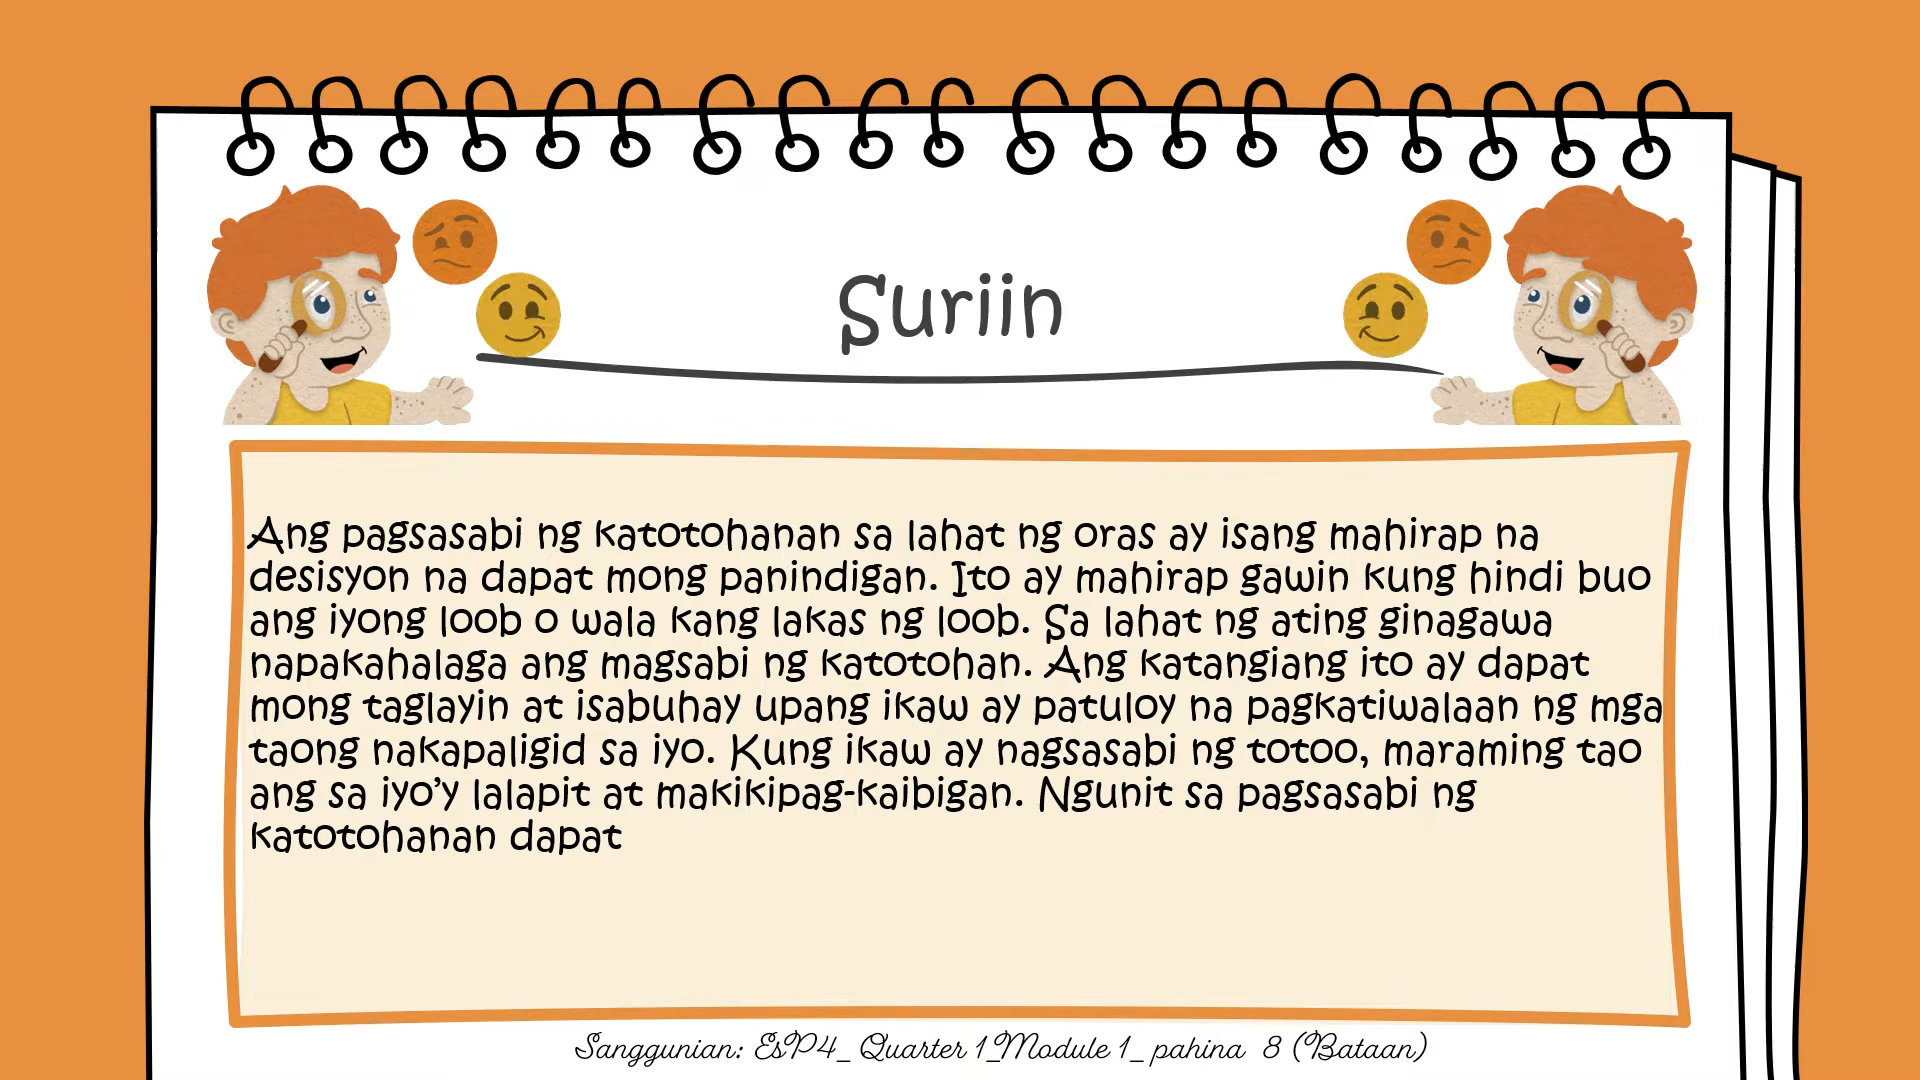 Suriin
Ang pagsasabi ng katotohanan sa lahat ng oras ay isang mahirap na
desisyon na dapat mong panindigan. Ito ay mahirap gawin kung hindi buo
ang iyong loob o wala kang lakas ng loob. Sa lahat ng ating ginagawa
napakahalaga ang magsabi ng katotohan. Ang katangiang ito ay dapat
mong taglayin at isabuhay upang ikaw ay patuloy na pagkatiwalaan ng mga
taong nakapaligid sa iyo. Kung ikaw ay nagsasabi ng totoo, maraming tao
ang sa iyo’y lalapit at makikipag-kaibigan. Ngunit sa pagsasabi ng
katotohanan dapat
Sanggunian: EsP4_ Quarter 1_Module 1_ pahina 8 (Bataan)